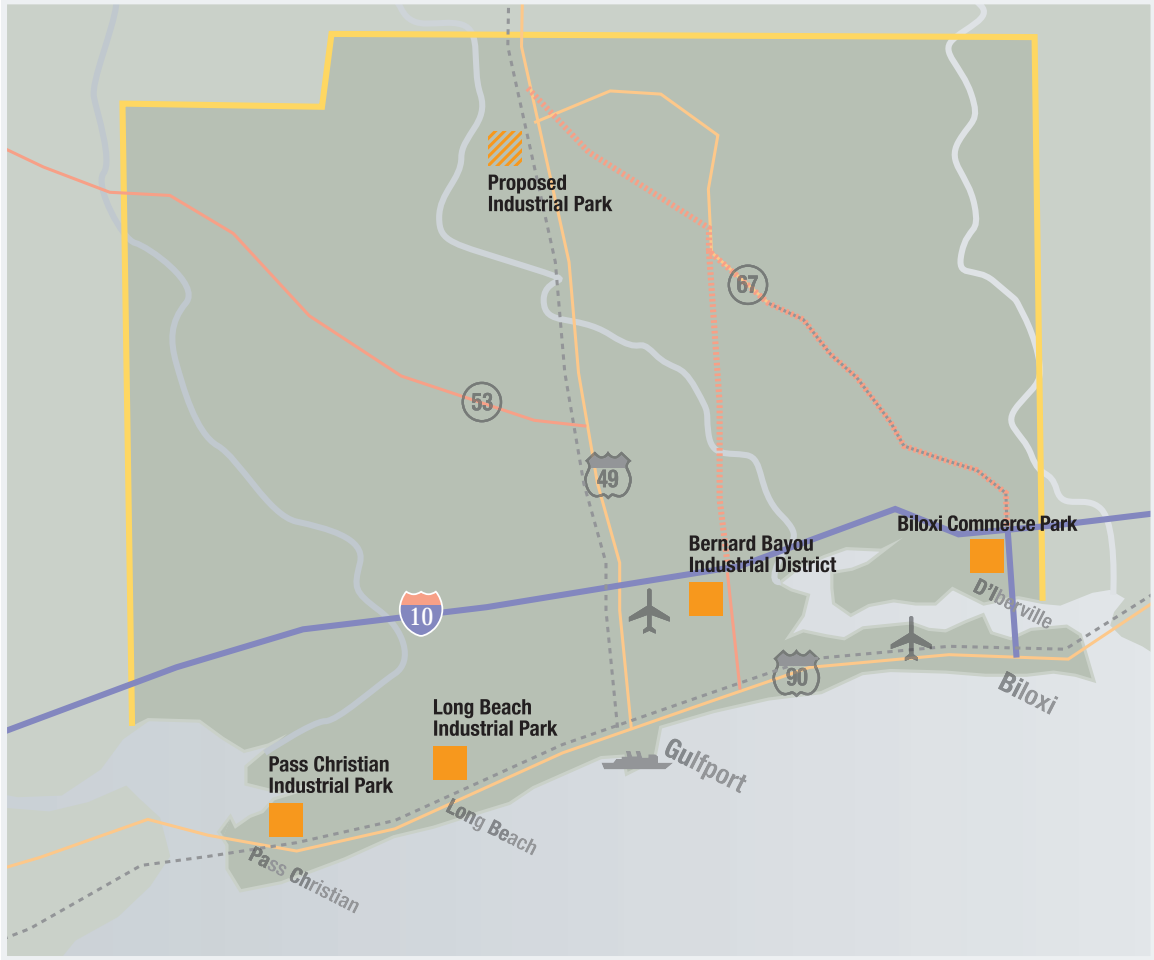 Proposed
Industrial Park
67
53
49
Biloxi Commerce Park
Bernard Bayou
Industrial District
D'Iberville
10
90
Biloxi
Long Beach
Industrial Park
Gulfport
Pass Christian
Industrial Park
Long Beach
Pass Christian